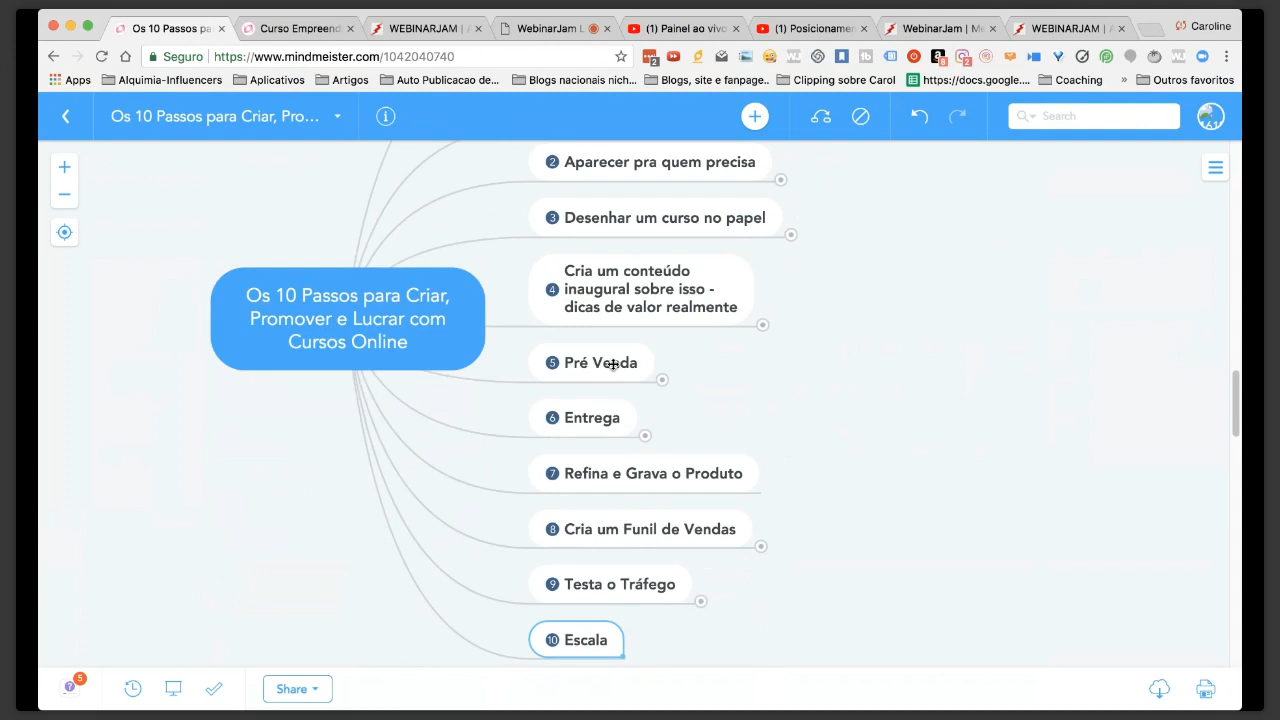 Os 10 Passos pa
Curso Empreend
WEBINARJAM | A
WebinarJam L
(1) Painel ao vivo
(1) Posicioname
WebinarJam | Me
WEBINARJAM | A
Caroline
Seguro
https://www.mindmeister.com/1042040740
Apps
Alquimia-Influencers
Aplicativos
Artigos
Auto Publicacao de...
Blogs nacionais nich...
Blogs, site e fanpage..
Clipping sobre Carol
https://docs.google....
Coaching
»
Outros favoritos
Os 10 Passos para Criar, Pro...
Search
2 Aparecer pra quem precisa
3 Desenhar um curso no papel
4 Cria um conteúdo
inaugural sobre isso -
dicas de valor realmente
Os 10 Passos para Criar,
Promover e Lucrar com
Cursos Online
5 Pré Venda
6 Entrega
7 Refina e Grava o Produto
8 Cria um Funil de Vendas
9 Testa o Tráfego
10 Escala
5
Share